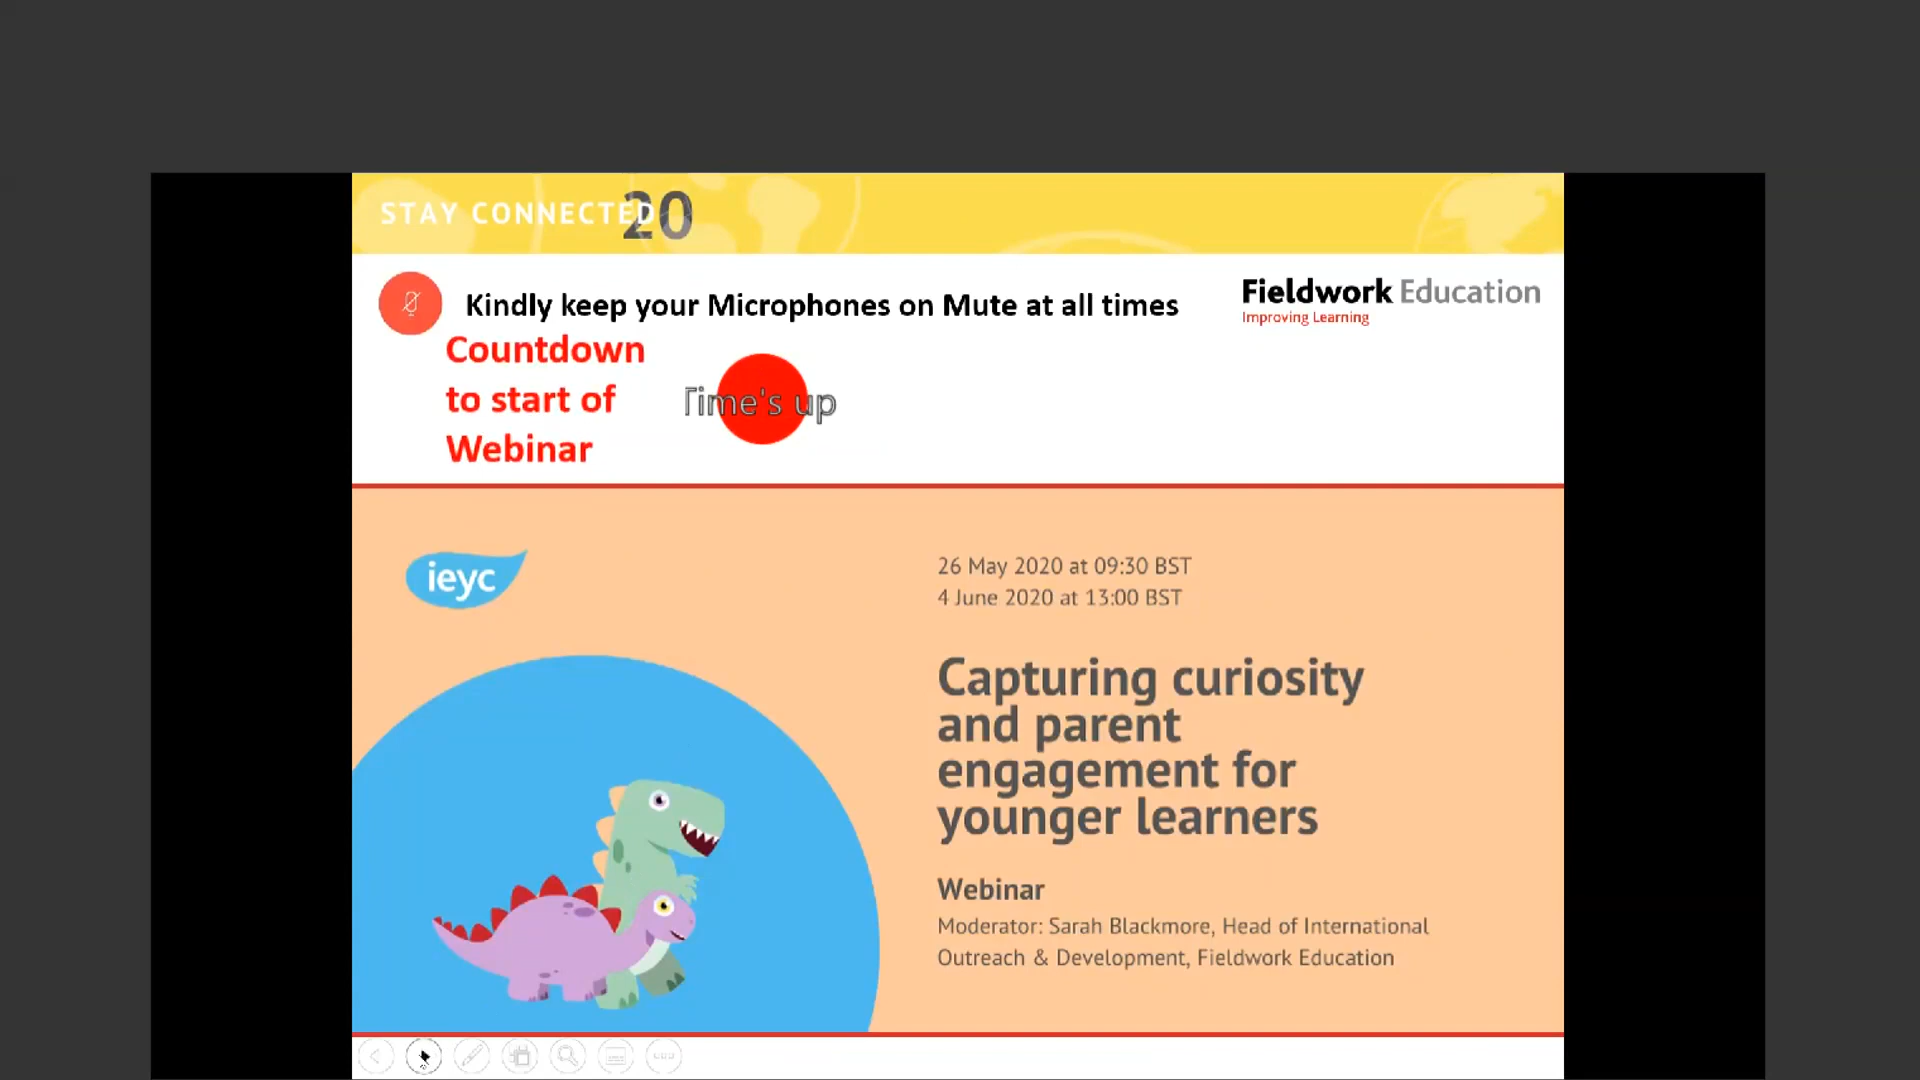 STAY CONNECTED
20
Kindly keep your Microphones on Mute at all times
Fieldwork Education
Improving Learning
Countdown
to start of
Webinar
Time's up
ieyc
26 May 2020 at 09:30 BST
4 June 2020 at 13:00 BST
Capturing curiosity
and parent
engagement for
younger learners
Webinar
Moderator: Sarah Blackmore, Head of International
Outreach & Development, Fieldwork Education